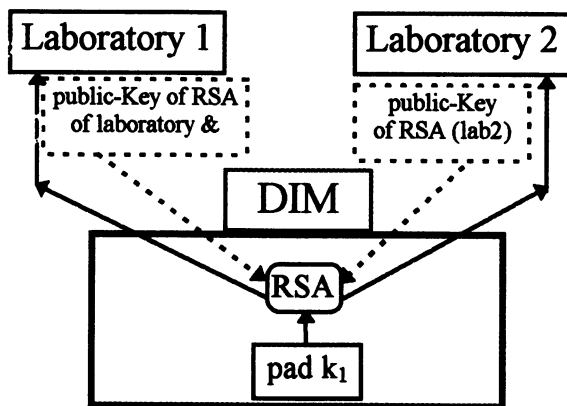 Laboratory 1
Laboratory 2
public-Key of RSA
of laboratory &
public-Key
of RSA (lab2)
DIM
RSA
pad k₁